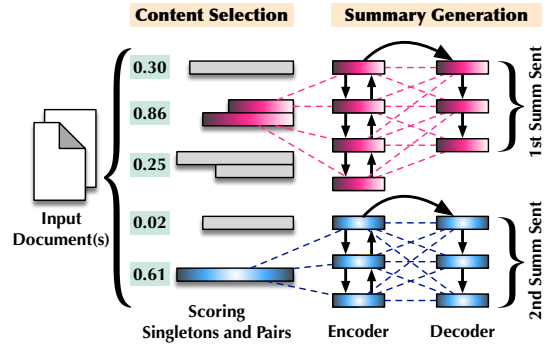 Content Selection
Summary Generation
0.30
0.86
0.25
0.02
0.61
Input
Document(s)
Scoring
Singletons and Pairs
Encoder
Decoder
1st Summ Sent
2nd Summ Sent